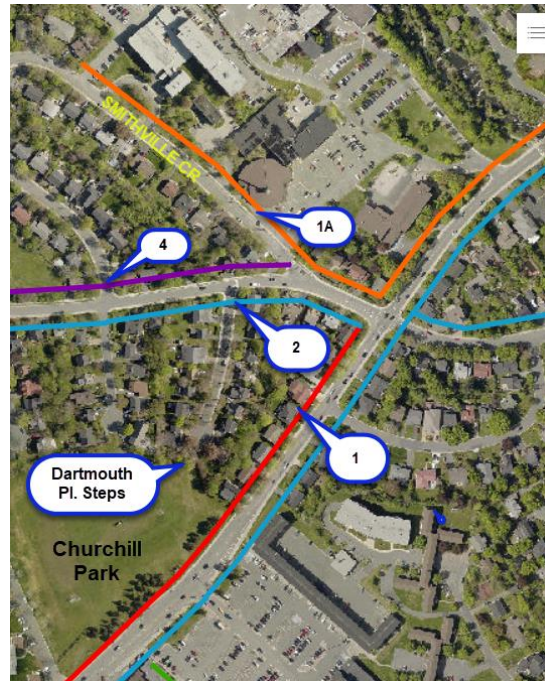 SMITHVILLE CR.
1A
4
2
1
Dartmouth
Pl. Steps
Churchill
Park